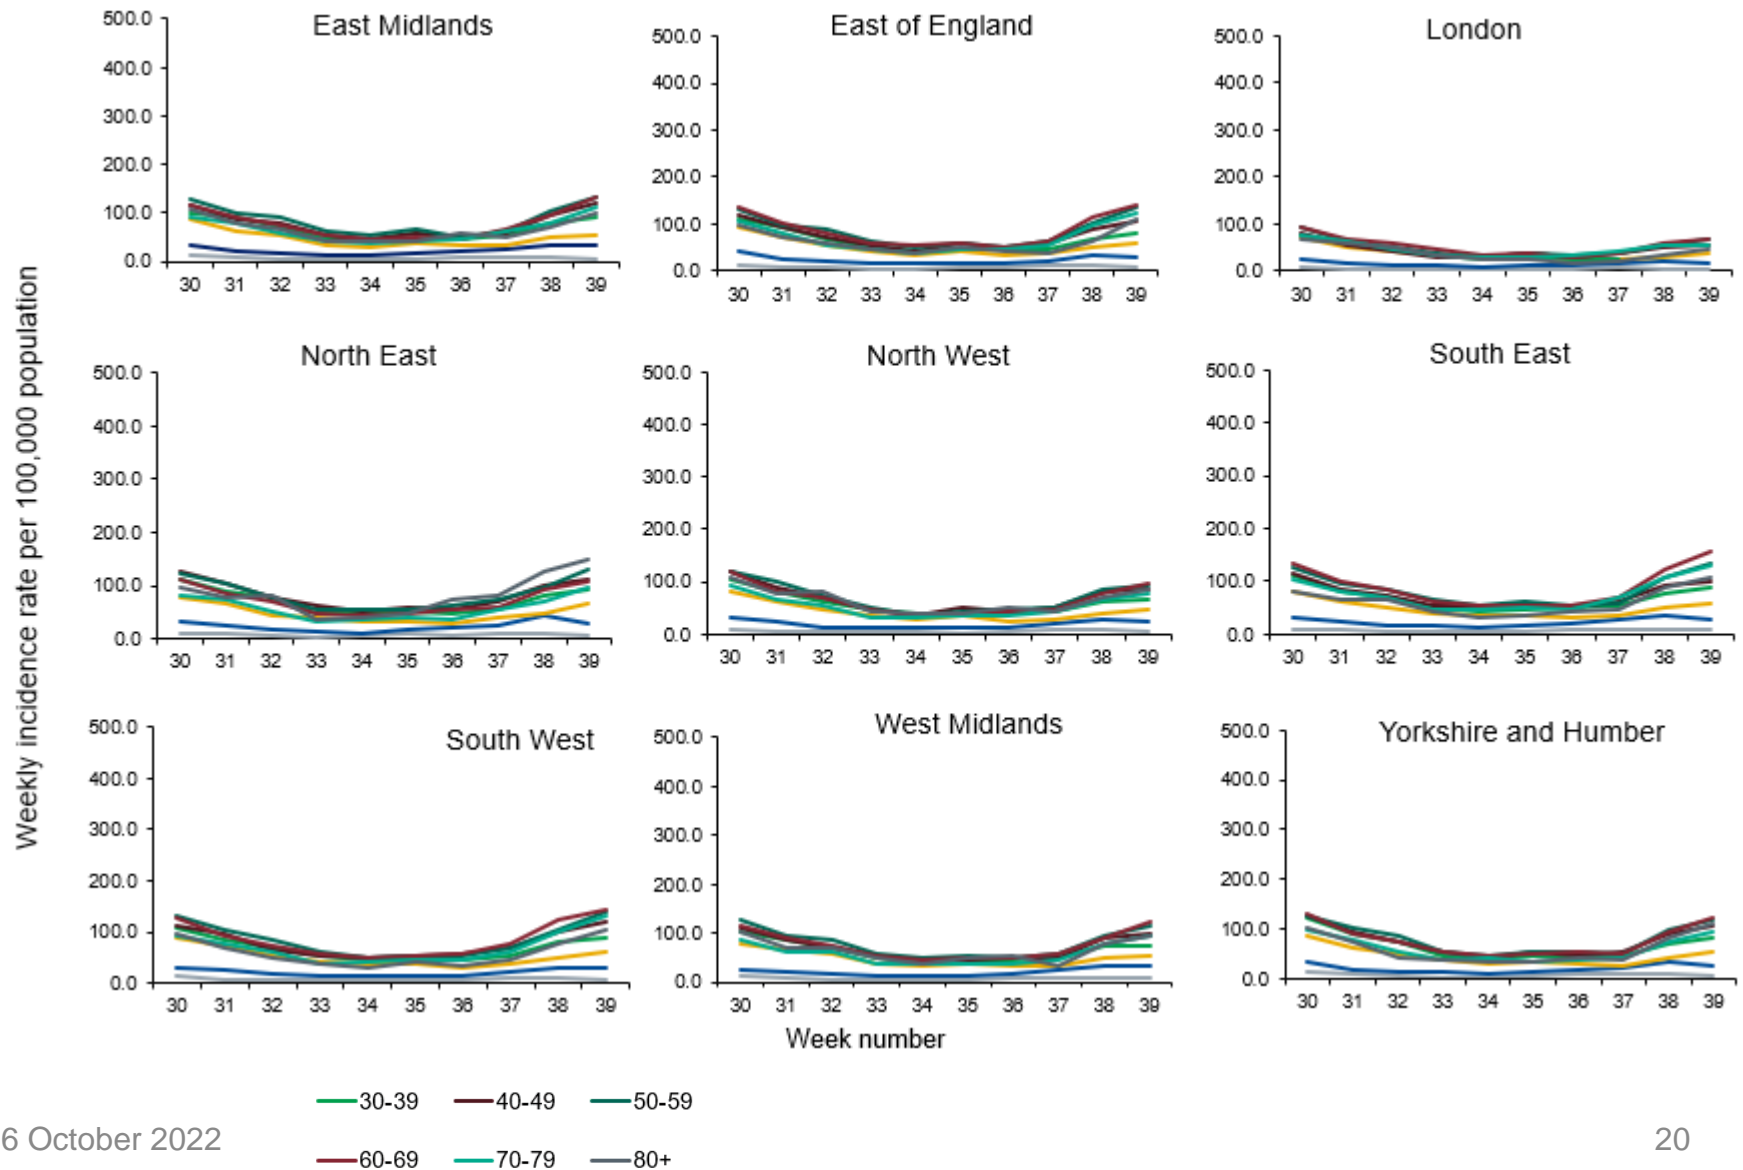 Weekly incidence rate per 100,000 population
East Midlands
500.0
400.0
300.0
200.0
100.0
0.0
30 31 32 33 34 35 36 37 38 39
East of England
500.0
400.0
300.0
200.0
100.0
0.0
30 31 32 33 34 35 36 37 38 39
London
500.0
400.0
300.0
200.0
100.0
0.0
30 31 32 33 34 35 36 37 38 39
North East
500.0
400.0
300.0
200.0
100.0
0.0
30 31 32 33 34 35 36 37 38 39
North West
500.0
400.0
300.0
200.0
100.0
0.0
30 31 32 33 34 35 36 37 38 39
South East
500.0
400.0
300.0
200.0
100.0
0.0
30 31 32 33 34 35 36 37 38 39
South West
500.0
400.0
300.0
200.0
100.0
0.0
30 31 32 33 34 35 36 37 38 39
West Midlands
500.0
400.0
300.0
200.0
100.0
0.0
30 31 32 33 34 35 36 37 38 39
Yorkshire and Humber
500.0
400.0
300.0
200.0
100.0
0.0
30 31 32 33 34 35 36 37 38 39
Week number
30-39 40-49 50-59
60-69 70-79 80+
6 October 2022
20